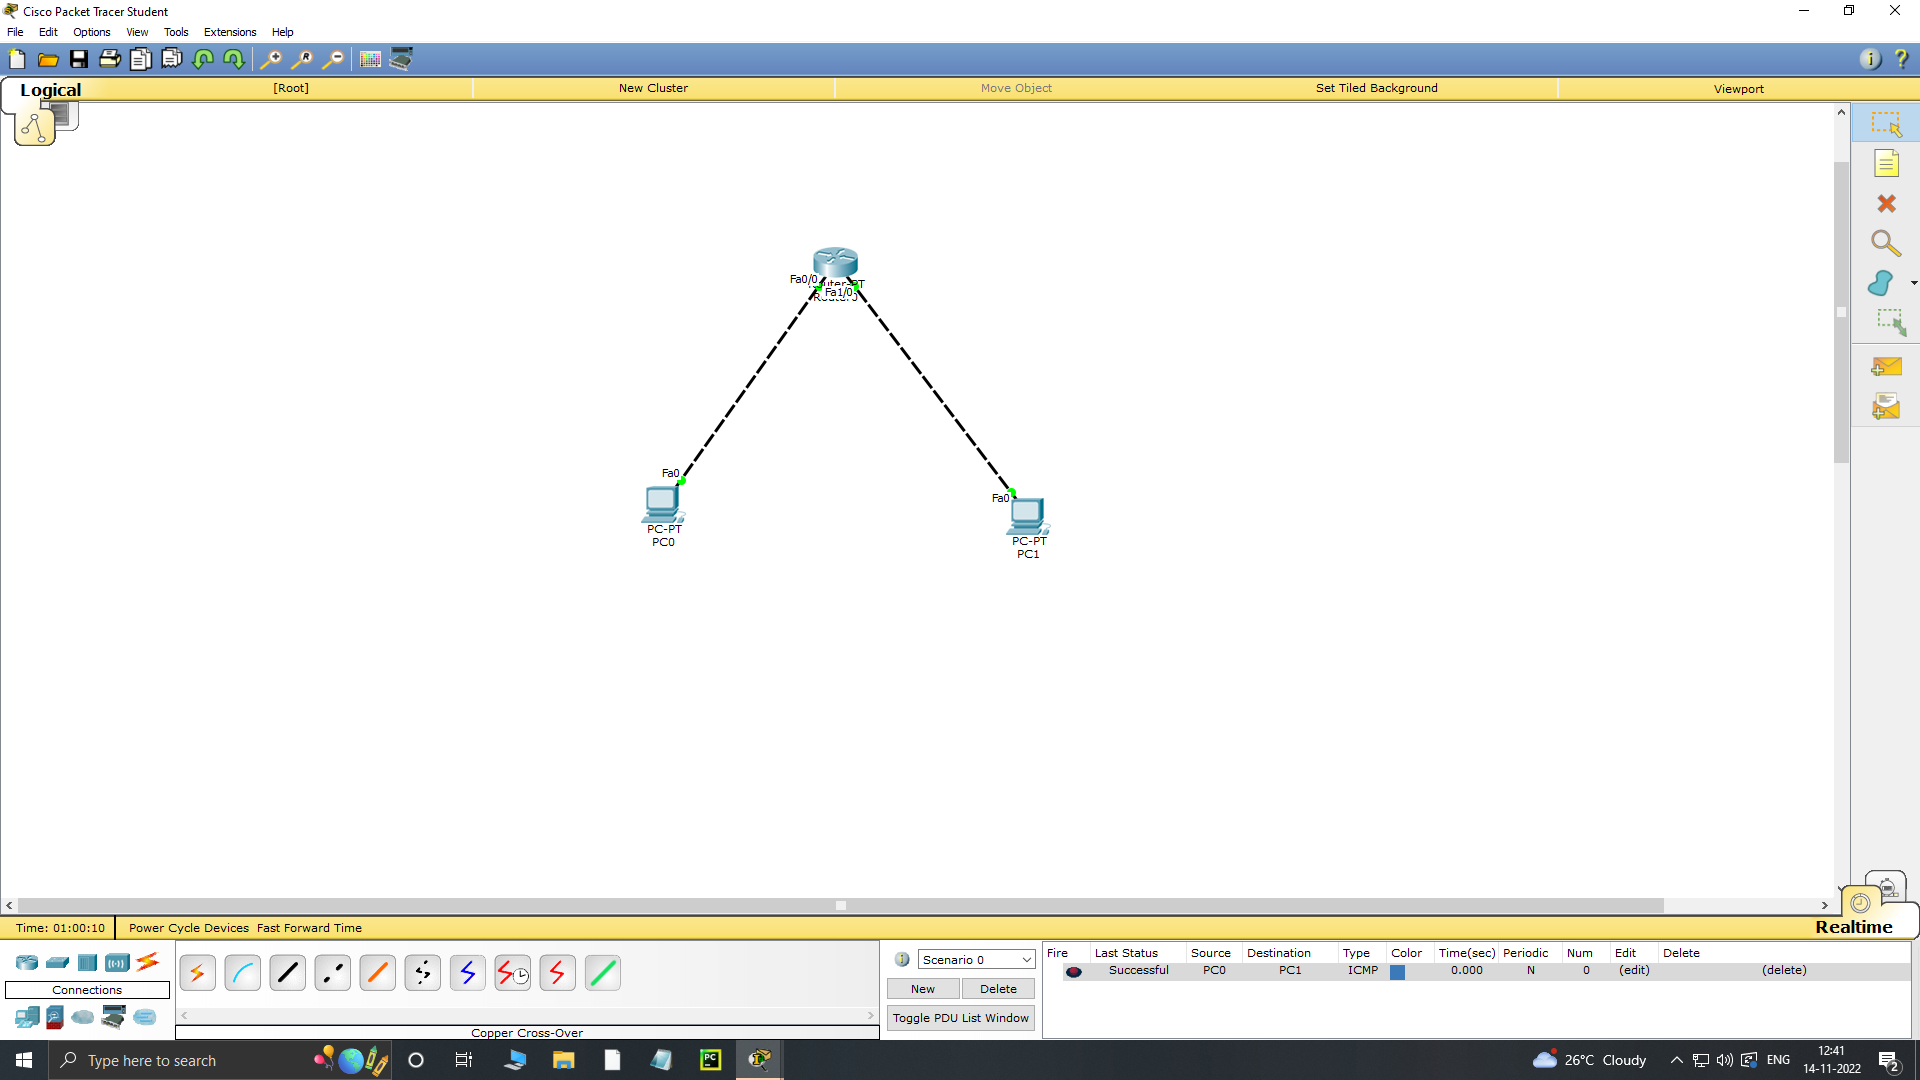 Cisco Packet Tracer Student
File Edit Options View Tools Extensions Help
Logical [Root] New Cluster Move Object Set Tiled Background Viewport
Fa0/0
Fa1/0
Fa0
PC-PT
PC0
Fa0
PC-PT
PC1
Time: 01:00:10 Power Cycle Devices Fast Forward Time
Realtime
Connections
Copper Cross-Over
Scenario 0
New Delete
Toggle PDU List Window
Fire Last Status Source Destination Type Color Time(sec) Periodic Num Edit Delete
Successful PC0 PC1 ICMP 0.000 N 0 (edit) (delete)
Type here to search
PC
26°C Cloudy
ENG
12:41
14-11-2022
2